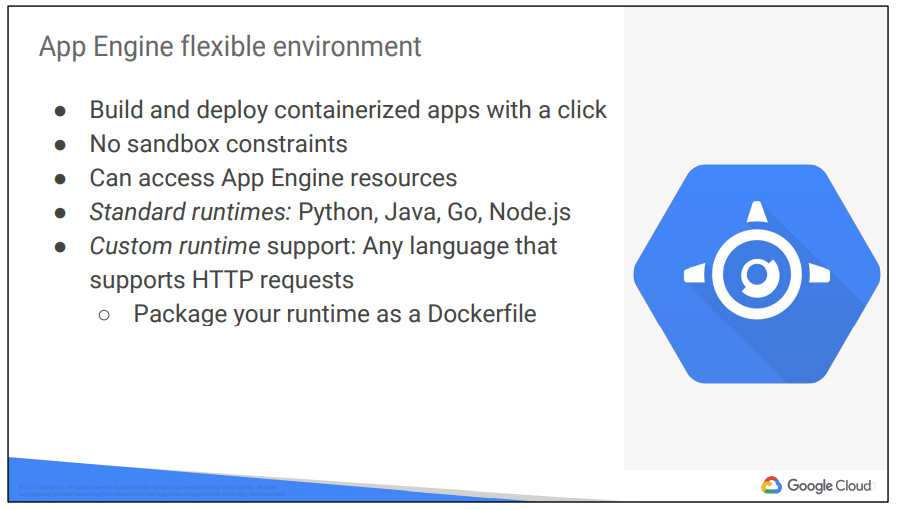 App Engine flexible environment
● Build and deploy containerized apps with a click
● No sandbox constraints
● Can access App Engine resources
● Standard runtimes: Python, Java, Go, Node.js
● Custom runtime support: Any language that
supports HTTP requests
○ Package your runtime as a Dockerfile
Google Cloud